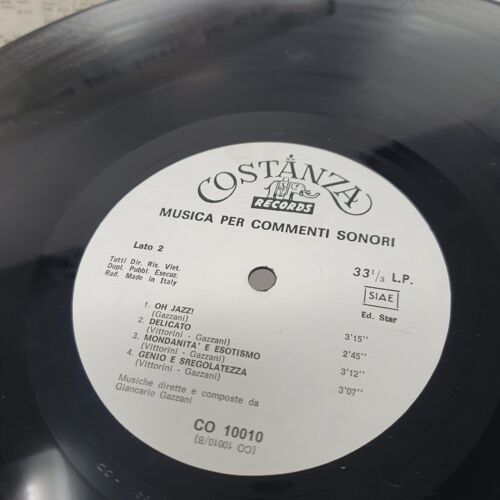 COSTANZA
RECORDS
MUSICA PER COMMENTI SONORI
Lato 2
33 1/3 L.P.
Tutti Dir. Ris. Viet.
Dupl. Pubbl. Esecuz.
Rad. Made in Italy
SIAE
Ed. Star
1. OH JAZZ! 3'15''
(Gazzani)
2. DELICATO 2'45''
(Vittorini - Gazzani)
3. MONDANITA' E ESOTISMO 3'12''
(Vittorini - Gazzani)
4. GENIO E SREGOLATEZZA 3'07''
(Vittorini - Gazzani)
Musiche dirette e composte da
Giancarlo Gazzani
CO 10010
(CO 10010/B)